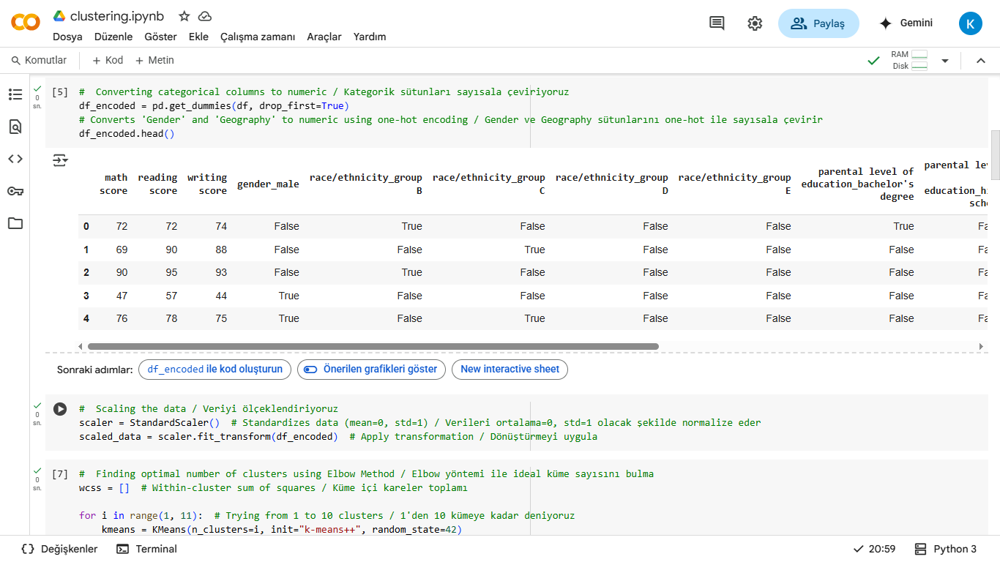 clustering.ipynb
Dosya Düzenle Göster Ekle Çalışma zamanı Araçlar Yardım
Paylaş
Gemini
K
Komutlar + Kod + Metin
RAM
Disk
0
sn.
[5] #  Converting categorical columns to numeric / Kategorik sütunları sayısala çeviriyoruz
df_encoded = pd.get_dummies(df, drop_first=True)
# Converts 'Gender' and 'Geography' to numeric using one-hot encoding / Gender ve Geography sütunlarını one-hot ile sayısala çevirir
df_encoded.head()
math score reading score writing score gender_male race/ethnicity_group B race/ethnicity_group C race/ethnicity_group D race/ethnicity_group E parental level of education_bachelor's degree parental
0 72 72 74 False True False False False True
1 69 90 88 False False True False False False
2 90 95 93 False True False False False False
3 47 57 44 True False False False False False
4 76 78 75 True False True False False False
Sonraki adımlar: df_encoded ile kod oluşturun Önerilen grafikleri göster New interactive sheet
0
sn.
#  Scaling the data / Veriyi ölçeklendiriyoruz
scaler = StandardScaler()  # Standardizes data (mean=0, std=1) / Verileri ortalama=0, std=1 olacak şekilde normalize eder
scaled_data = scaler.fit_transform(df_encoded)  # Apply transformation / Dönüştürmeyi uygula
0
sn.
[7] #  Finding optimal number of clusters using Elbow Method / Elbow yöntemi ile ideal küme sayısını bulma
wcss = []  # Within-cluster sum of squares / Küme içi kareler toplamı
for i in range(1, 11):  # Trying from 1 to 10 clusters / 1'den 10 kümeye kadar deniyoruz
kmeans = KMeans(n_clusters=i, init="k-means++", random_state=42)
Değişkenler Terminal
20:59 Python 3